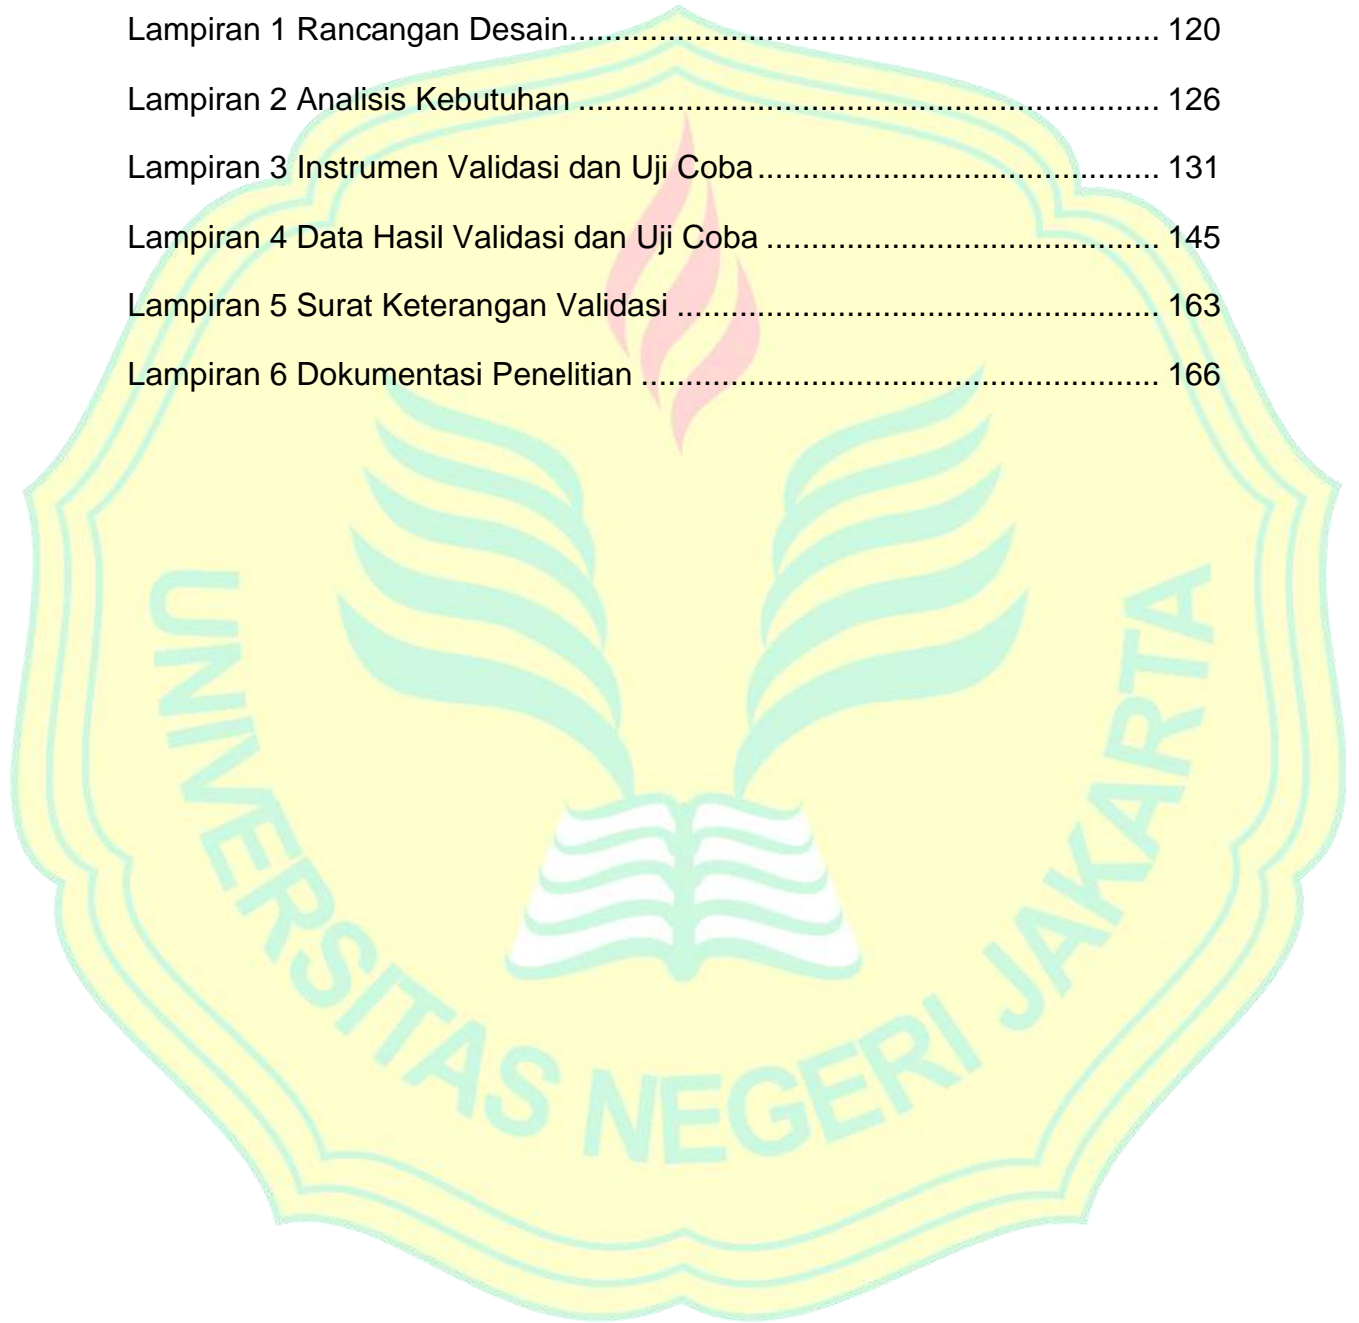 Lampiran 1 Rancangan Desain.................................................................. 120
Lampiran 2 Analisis Kebutuhan ................................................................ 126
Lampiran 3 Instrumen Validasi dan Uji Coba............................................. 131
Lampiran 4 Data Hasil Validasi dan Uji Coba ............................................ 145
Lampiran 5 Surat Keterangan Validasi ...................................................... 163
Lampiran 6 Dokumentasi Penelitian .......................................................... 166
UNIVERSITAS NEGERI JAKARTA